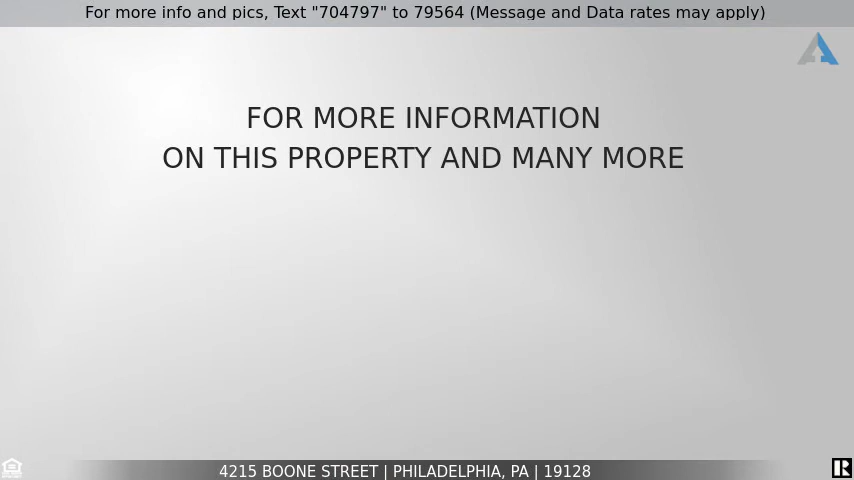 For more info and pics, Text "704797" to 79564 (Message and Data rates may apply)
FOR MORE INFORMATION
ON THIS PROPERTY AND MANY MORE
4215 BOONE STREET | PHILADELPHIA, PA | 19128